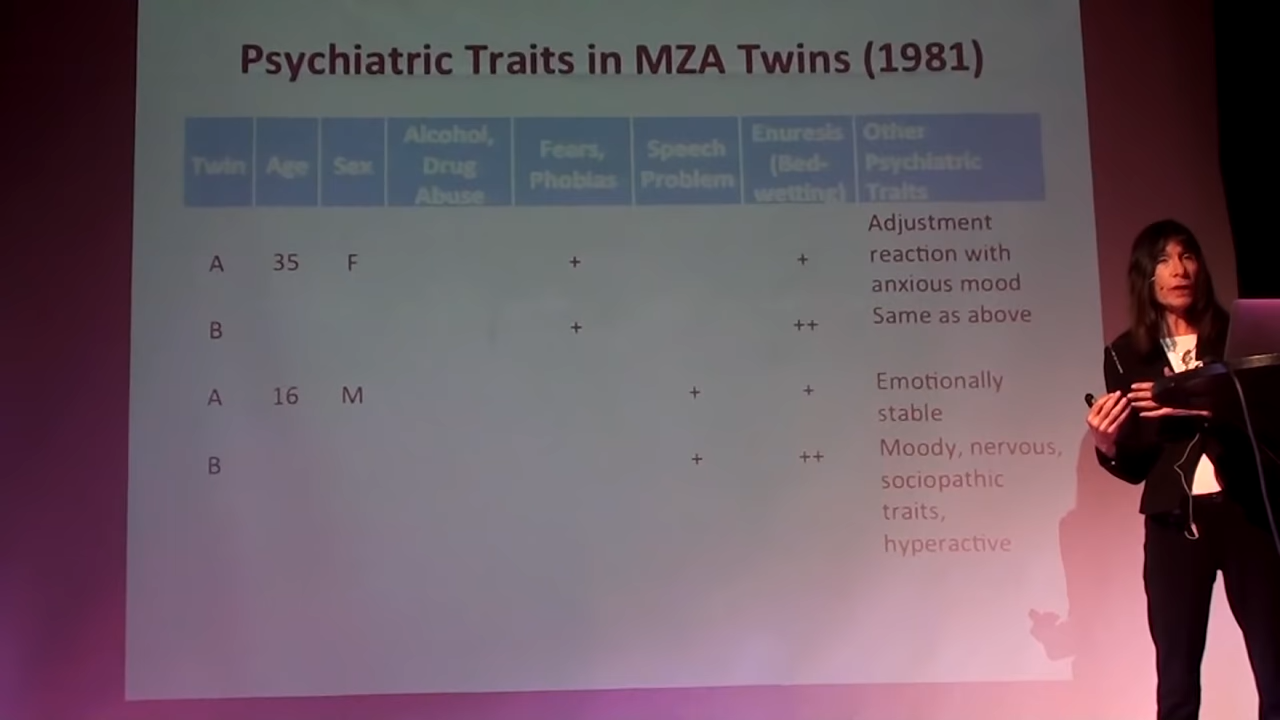 Psychiatric Traits in MZA Twins (1981)
Twin Age Sex Alcohol, Drug Abuse Fears, Phobias Speech Problem Enuresis (Bed-wetting) Other Psychiatric Traits
A 35 F + + Adjustment
reaction with
anxious mood
B + ++ Same as above
A 16 M + + Emotionally
stable
B + ++ Moody, nervous,
sociopathic
traits,
hyperactive